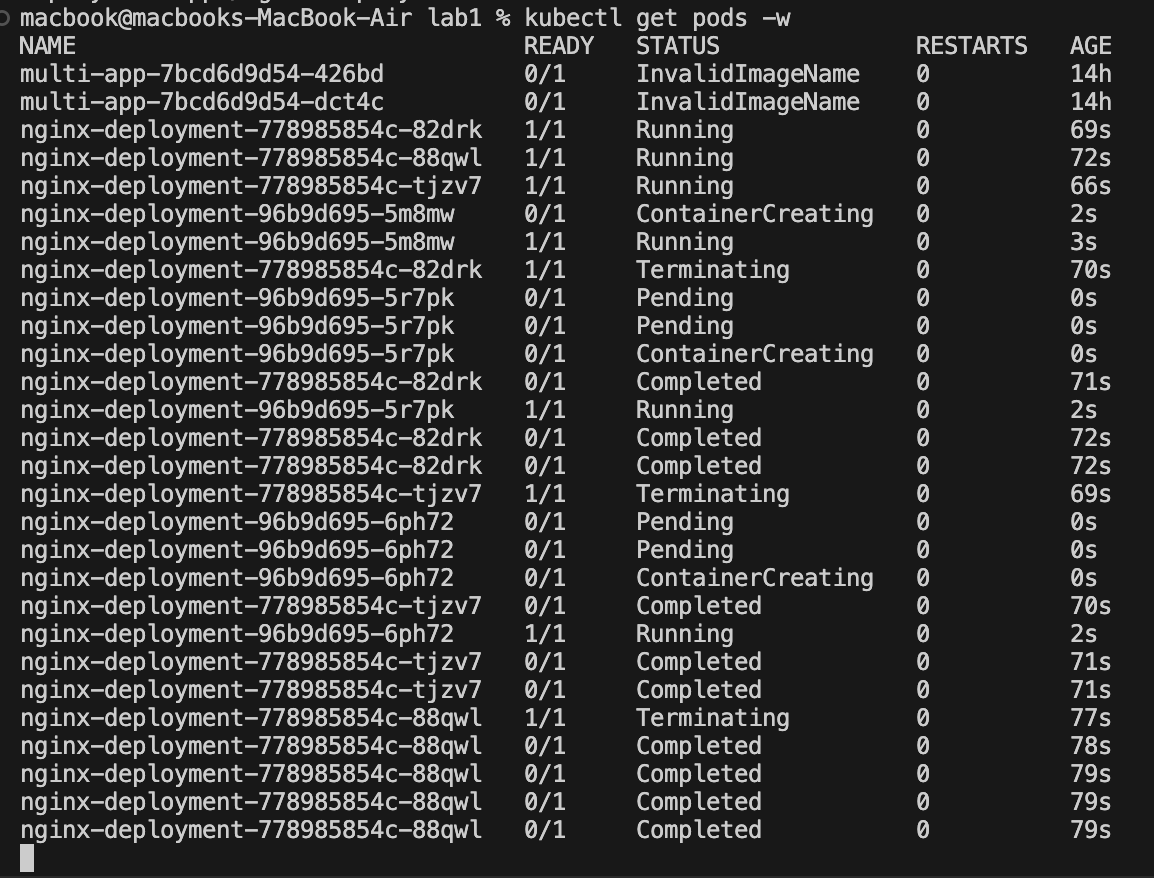 macbook@macbooks-MacBook-Air lab1 % kubectl get pods -w
NAME READY STATUS RESTARTS AGE
multi-app-7bcd6d9d54-426bd 0/1 InvalidImageName 0 14h
multi-app-7bcd6d9d54-dct4c 0/1 InvalidImageName 0 14h
nginx-deployment-778985854c-82drk 1/1 Running 0 69s
nginx-deployment-778985854c-88qwl 1/1 Running 0 72s
nginx-deployment-778985854c-tjzv7 1/1 Running 0 66s
nginx-deployment-96b9d695-5m8mw 0/1 ContainerCreating 0 2s
nginx-deployment-96b9d695-5m8mw 1/1 Running 0 3s
nginx-deployment-778985854c-82drk 1/1 Terminating 0 70s
nginx-deployment-96b9d695-5r7pk 0/1 Pending 0 0s
nginx-deployment-96b9d695-5r7pk 0/1 Pending 0 0s
nginx-deployment-96b9d695-5r7pk 0/1 ContainerCreating 0 0s
nginx-deployment-778985854c-82drk 0/1 Completed 0 71s
nginx-deployment-96b9d695-5r7pk 1/1 Running 0 2s
nginx-deployment-778985854c-82drk 0/1 Completed 0 72s
nginx-deployment-778985854c-82drk 0/1 Completed 0 72s
nginx-deployment-778985854c-tjzv7 1/1 Terminating 0 69s
nginx-deployment-96b9d695-6ph72 0/1 Pending 0 0s
nginx-deployment-96b9d695-6ph72 0/1 Pending 0 0s
nginx-deployment-96b9d695-6ph72 0/1 ContainerCreating 0 0s
nginx-deployment-778985854c-tjzv7 0/1 Completed 0 70s
nginx-deployment-96b9d695-6ph72 1/1 Running 0 2s
nginx-deployment-778985854c-tjzv7 0/1 Completed 0 71s
nginx-deployment-778985854c-tjzv7 0/1 Completed 0 71s
nginx-deployment-778985854c-88qwl 1/1 Terminating 0 77s
nginx-deployment-778985854c-88qwl 0/1 Completed 0 78s
nginx-deployment-778985854c-88qwl 0/1 Completed 0 79s
nginx-deployment-778985854c-88qwl 0/1 Completed 0 79s
nginx-deployment-778985854c-88qwl 0/1 Completed 0 79s